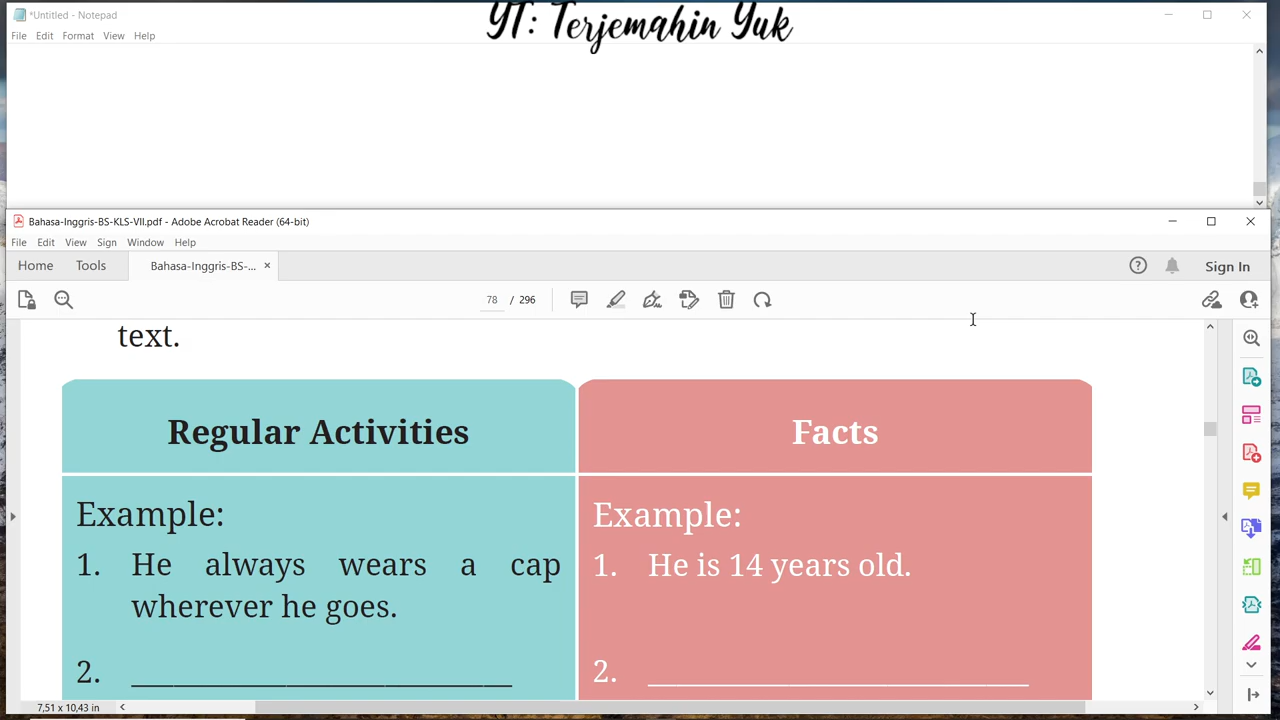 *Untitled - Notepad
YT: Terjemahin Yuk
File Edit Format View Help
Bahasa-Inggris-BS-KLS-VII.pdf - Adobe Acrobat Reader (64-bit)
File Edit View Sign Window Help
Home Tools Bahasa-Inggris-BS-... × Sign In
78 / 296
text.
Regular Activities
Facts
Example:
1. He always wears a cap
wherever he goes.
2. ____________________
Example:
1. He is 14 years old.
2. ____________________
7,51 x 10,43 in